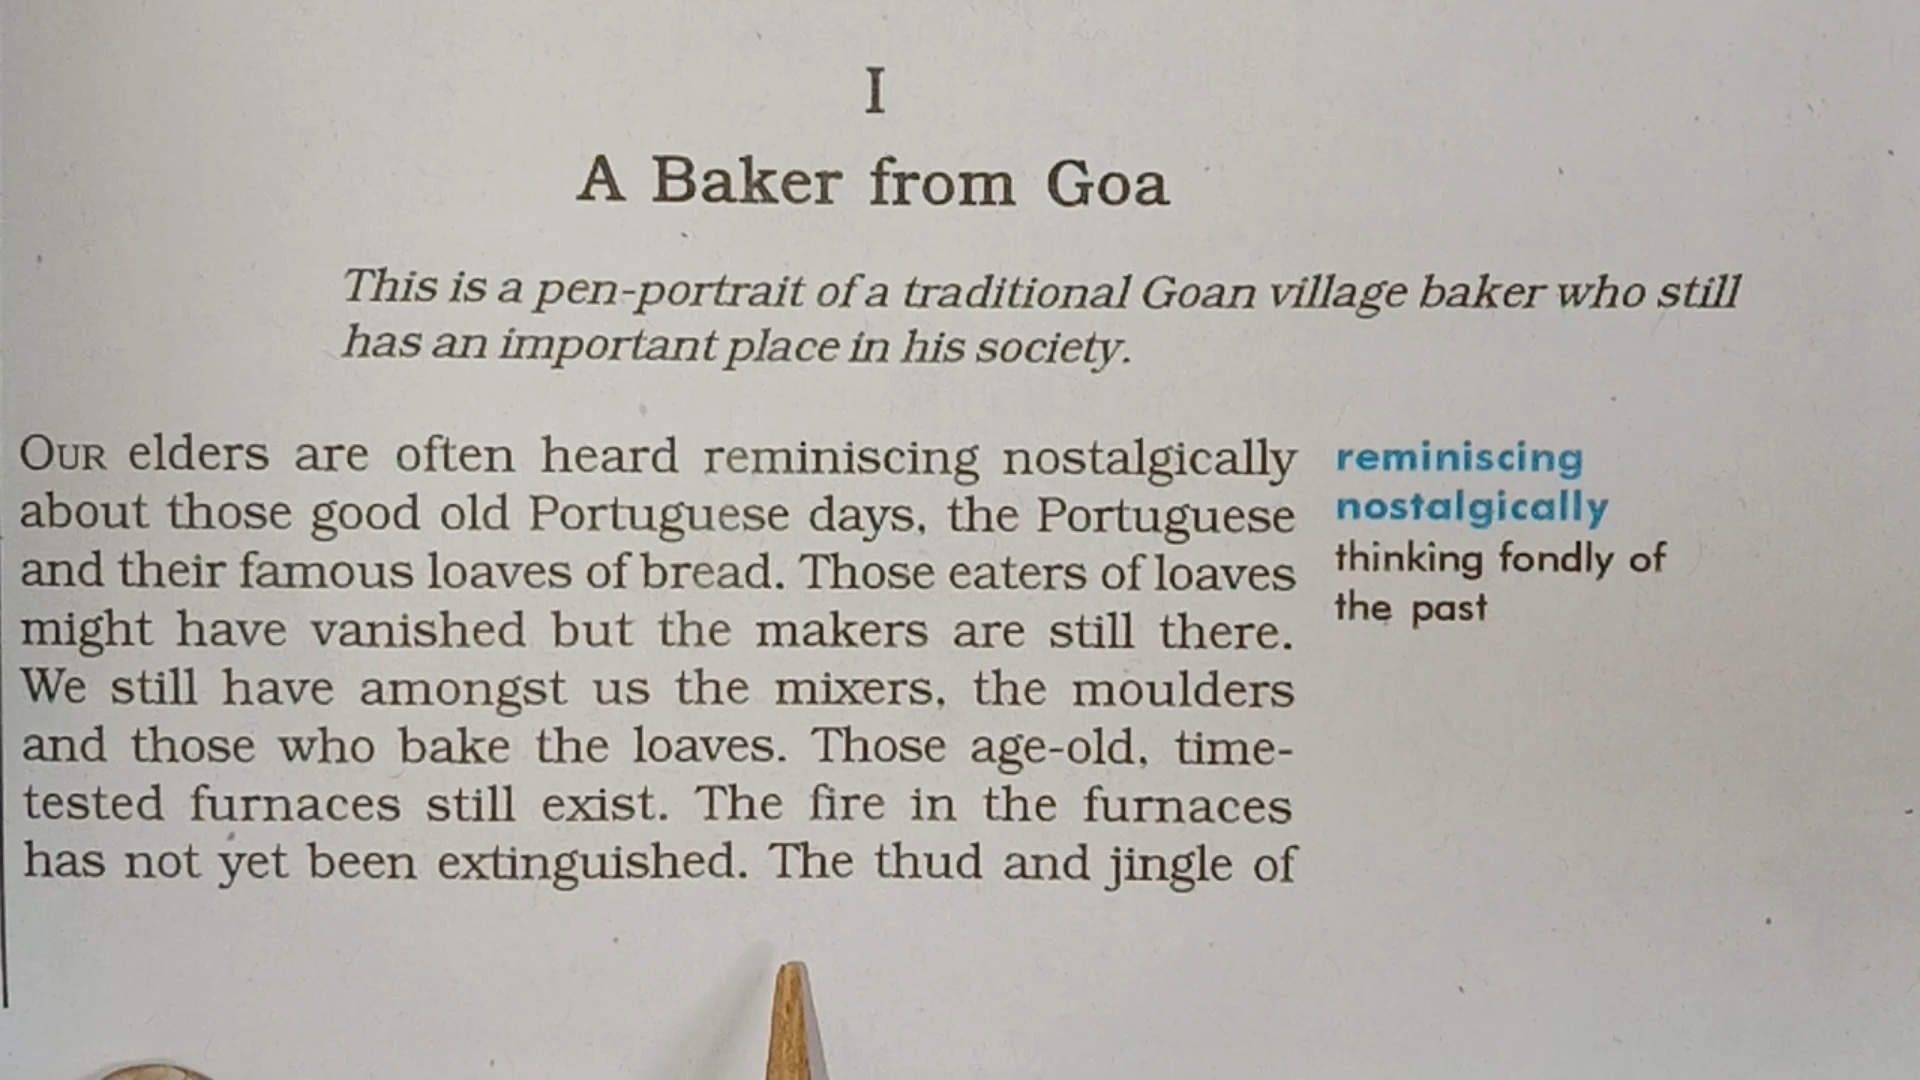 I
A Baker from Goa
This is a pen-portrait of a traditional Goan village baker who still
has an important place in his society.
OUR elders are often heard reminiscing nostalgically
about those good old Portuguese days, the Portuguese
and their famous loaves of bread. Those eaters of loaves
might have vanished but the makers are still there.
We still have amongst us the mixers, the moulders
and those who bake the loaves. Those age-old, time-
tested furnaces still exist. The fire in the furnaces
has not yet been extinguished. The thud and jingle of
reminiscing
nostalgically
thinking fondly of
the past